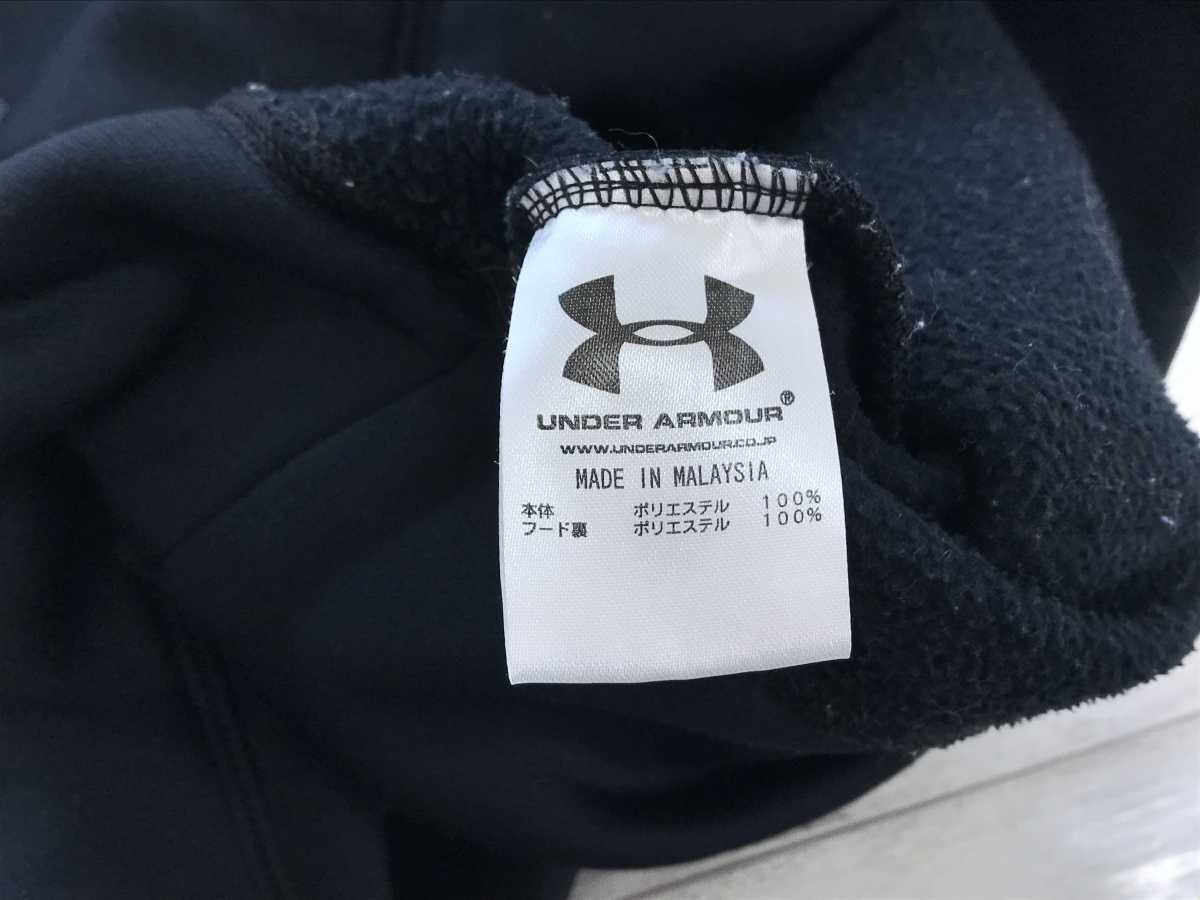 UNDER ARMOUR®
WWW.UNDERARMOUR.CO.JP
MADE IN MALAYSIA
本体 ポリエステル 100%
フード裏 ポリエステル 100%